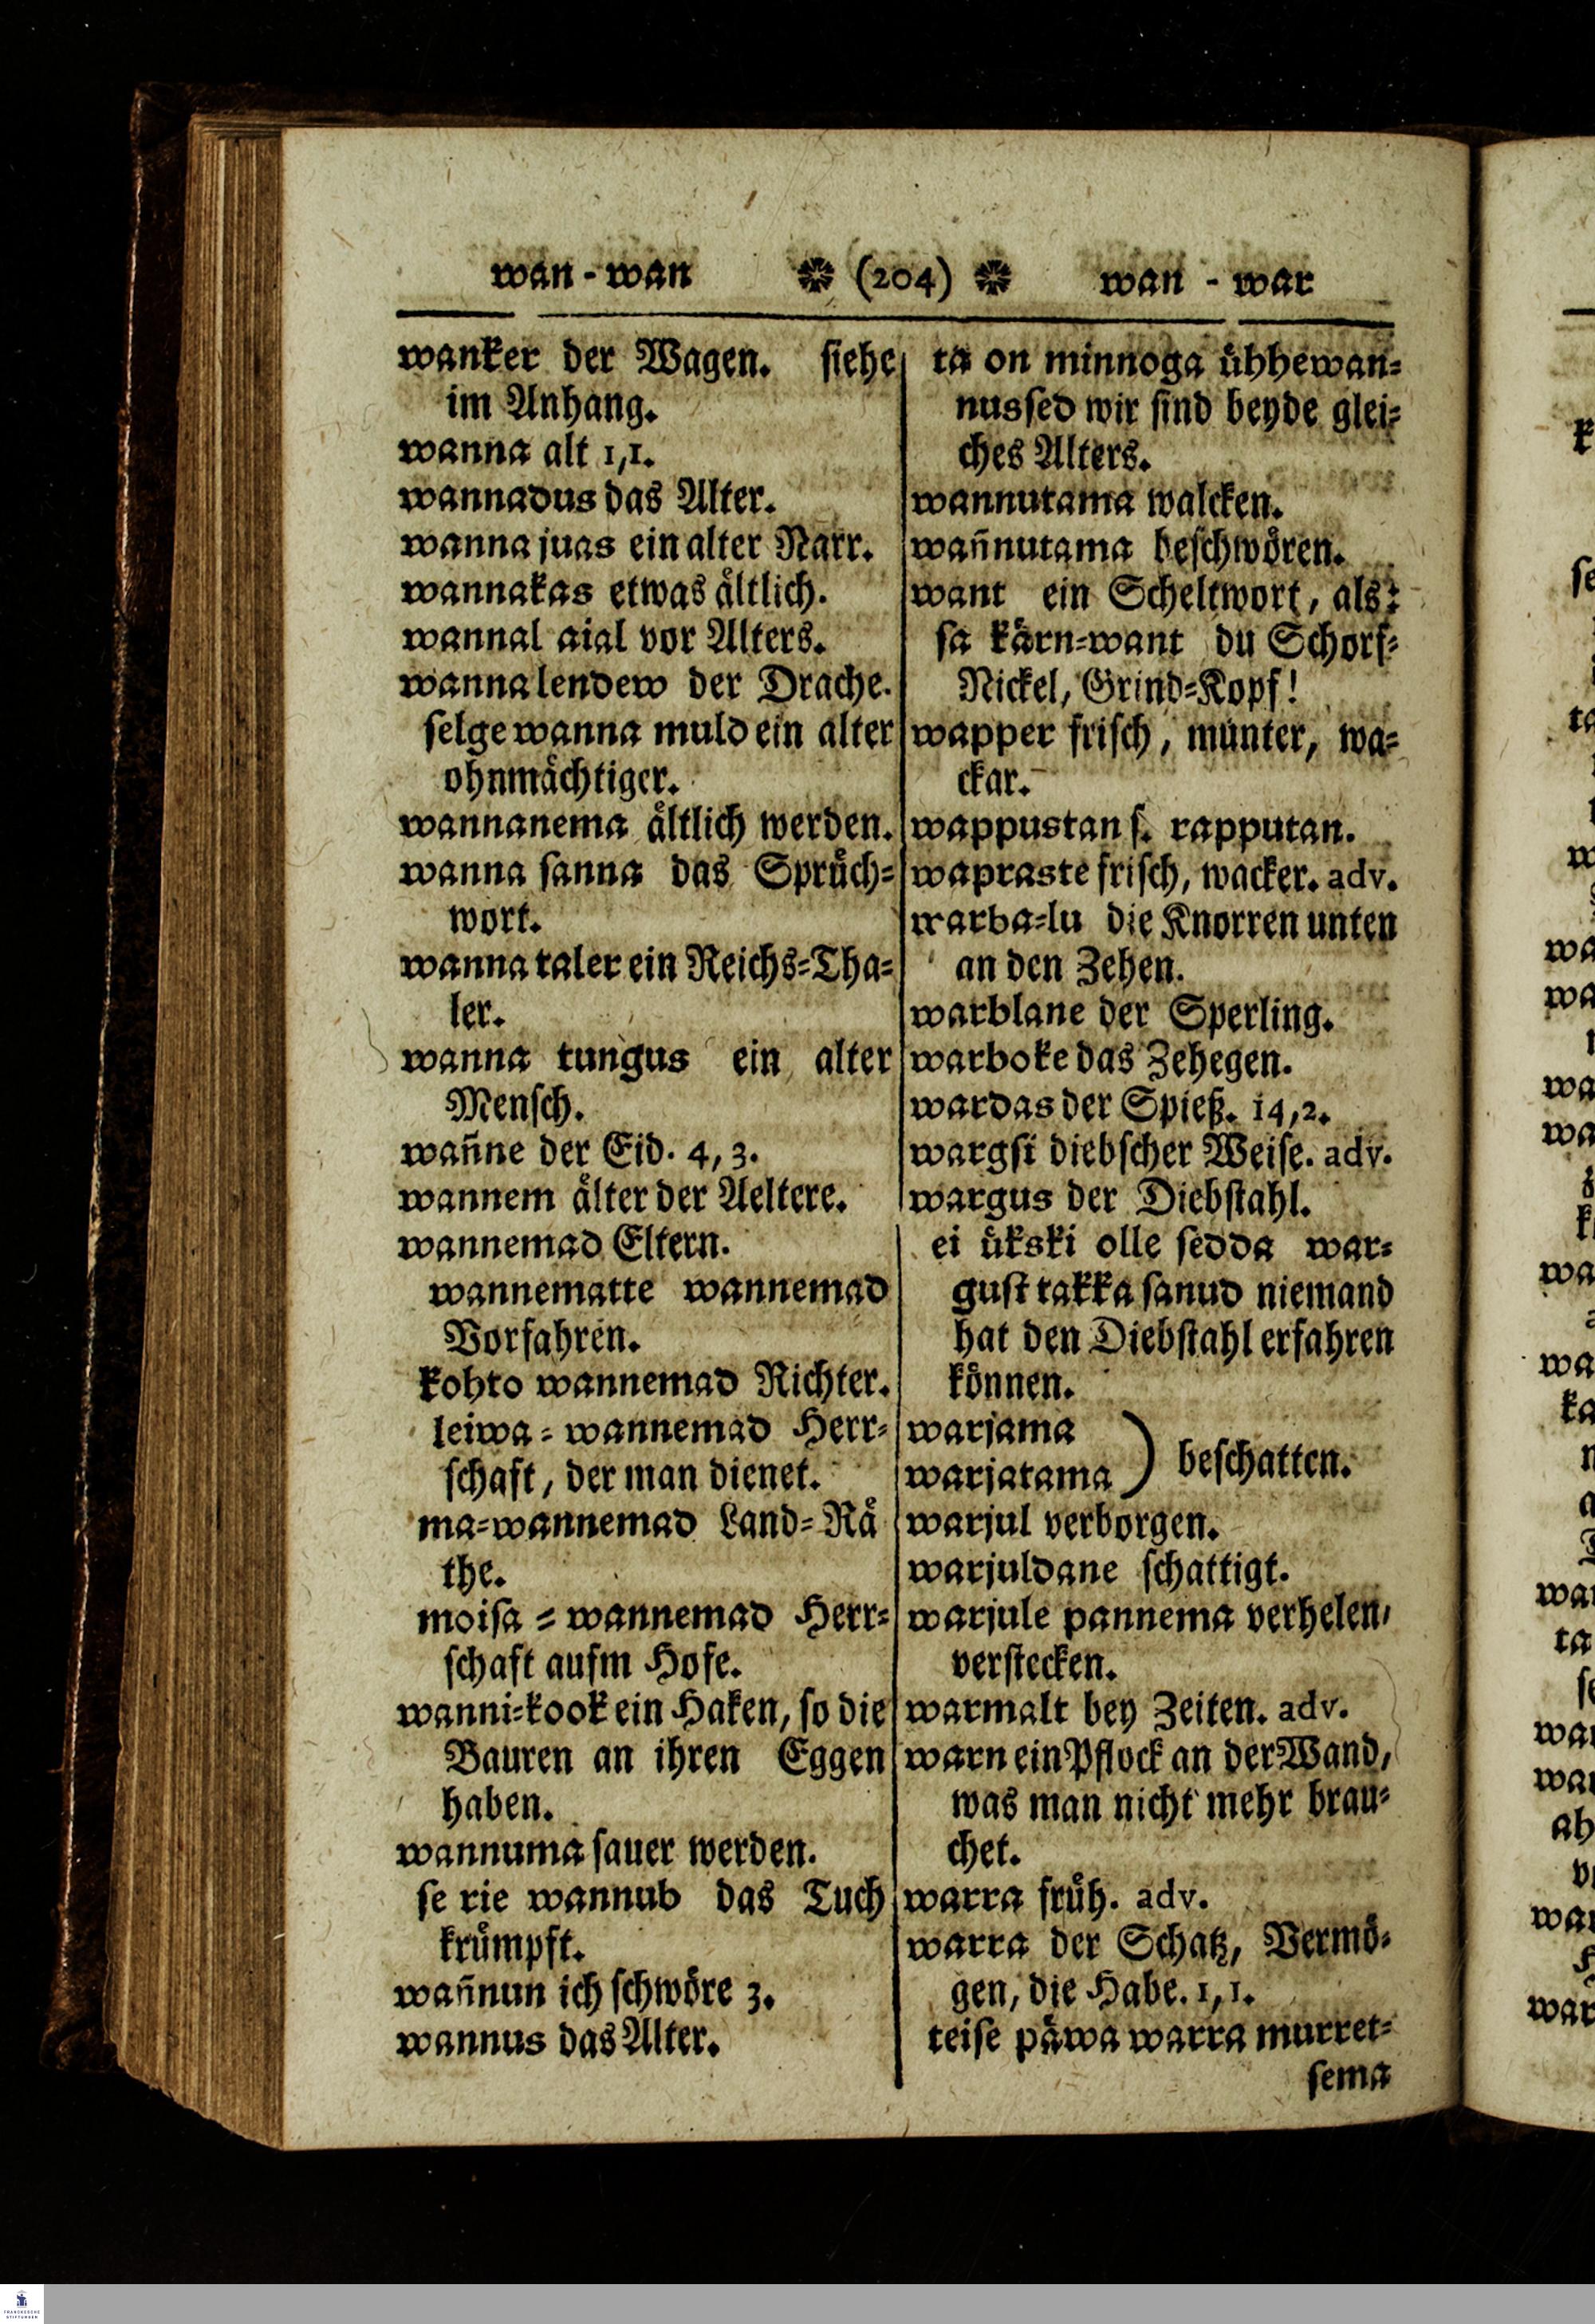 wan - wan ❋ (204) ❋ wan - war
wanker der Wagen. siehe
im Anhang.
wanna alt 1,1.
wannadus das Alter.
wanna juas ein alter Narr.
wannakas etwas åltlich.
wannal aial vor Alters.
wanna lendew der Drache.
selge wanna muld ein alter
ohnmåchtiger.
wannanema åltlich werden.
wanna sanna das Sprůch=
wort.
wanna taler ein Reichs=Tha=
ler.
wanna tungus ein alter
Mensch.
wañne der Eid. 4, 3.
wannem ålter der Aeltere.
wannemad Eltern.
wannematte wannemad
Vorfahren.
kohto wannemad Richter.
leiwa = wannemad Herr=
schaft, der man dienet.
ma=wannemad Land=Rå
the.
moisa = wannemad Herr=
schaft aufm Hofe.
wanni=kook ein Haken, so die
Bauren an ihren Eggen
haben.
wannuma sauer werden.
se rie wannub das Tuch
krůmpft.
wañnun ich schwöre 3.
wannus das Alter.
ta on minnoga ůhhewan=
nussed wir sind beyde glei=
ches Alters.
wannutama walcken.
wañnutama beschwören.
want ein Scheltwort, als:
sa kårn=want du Schorf=
Nickel, Grind=Kopf!
wapper frisch, munter, wa=
ckar.
wappustan s. rapputan.
wapraste frisch, wacker. adv.
warba=lu die Knorren unten
an den Zehen.
warblane der Sperling.
warboke das Zehegen.
wardas der Spieß. 14,2.
wargsi diebscher Weise. adv.
wargus der Diebstahl.
ei ůkski olle sedda war=
gust takka sanud niemand
hat den Diebstahl erfahren
können.
warjama
warjatama ) beschatten.
warjul verborgen.
warjuldane schattigt.
warjule pannema verhelen,
verstecken.
warmalt bey Zeiten. adv.
warn ein Pflock an der Wand,
was man nicht mehr brau=
chet.
warra frůh. adv.
warra der Schatz, Vermö=
gen, die Habe. 1,1.
teise påwa warra murret=
sema